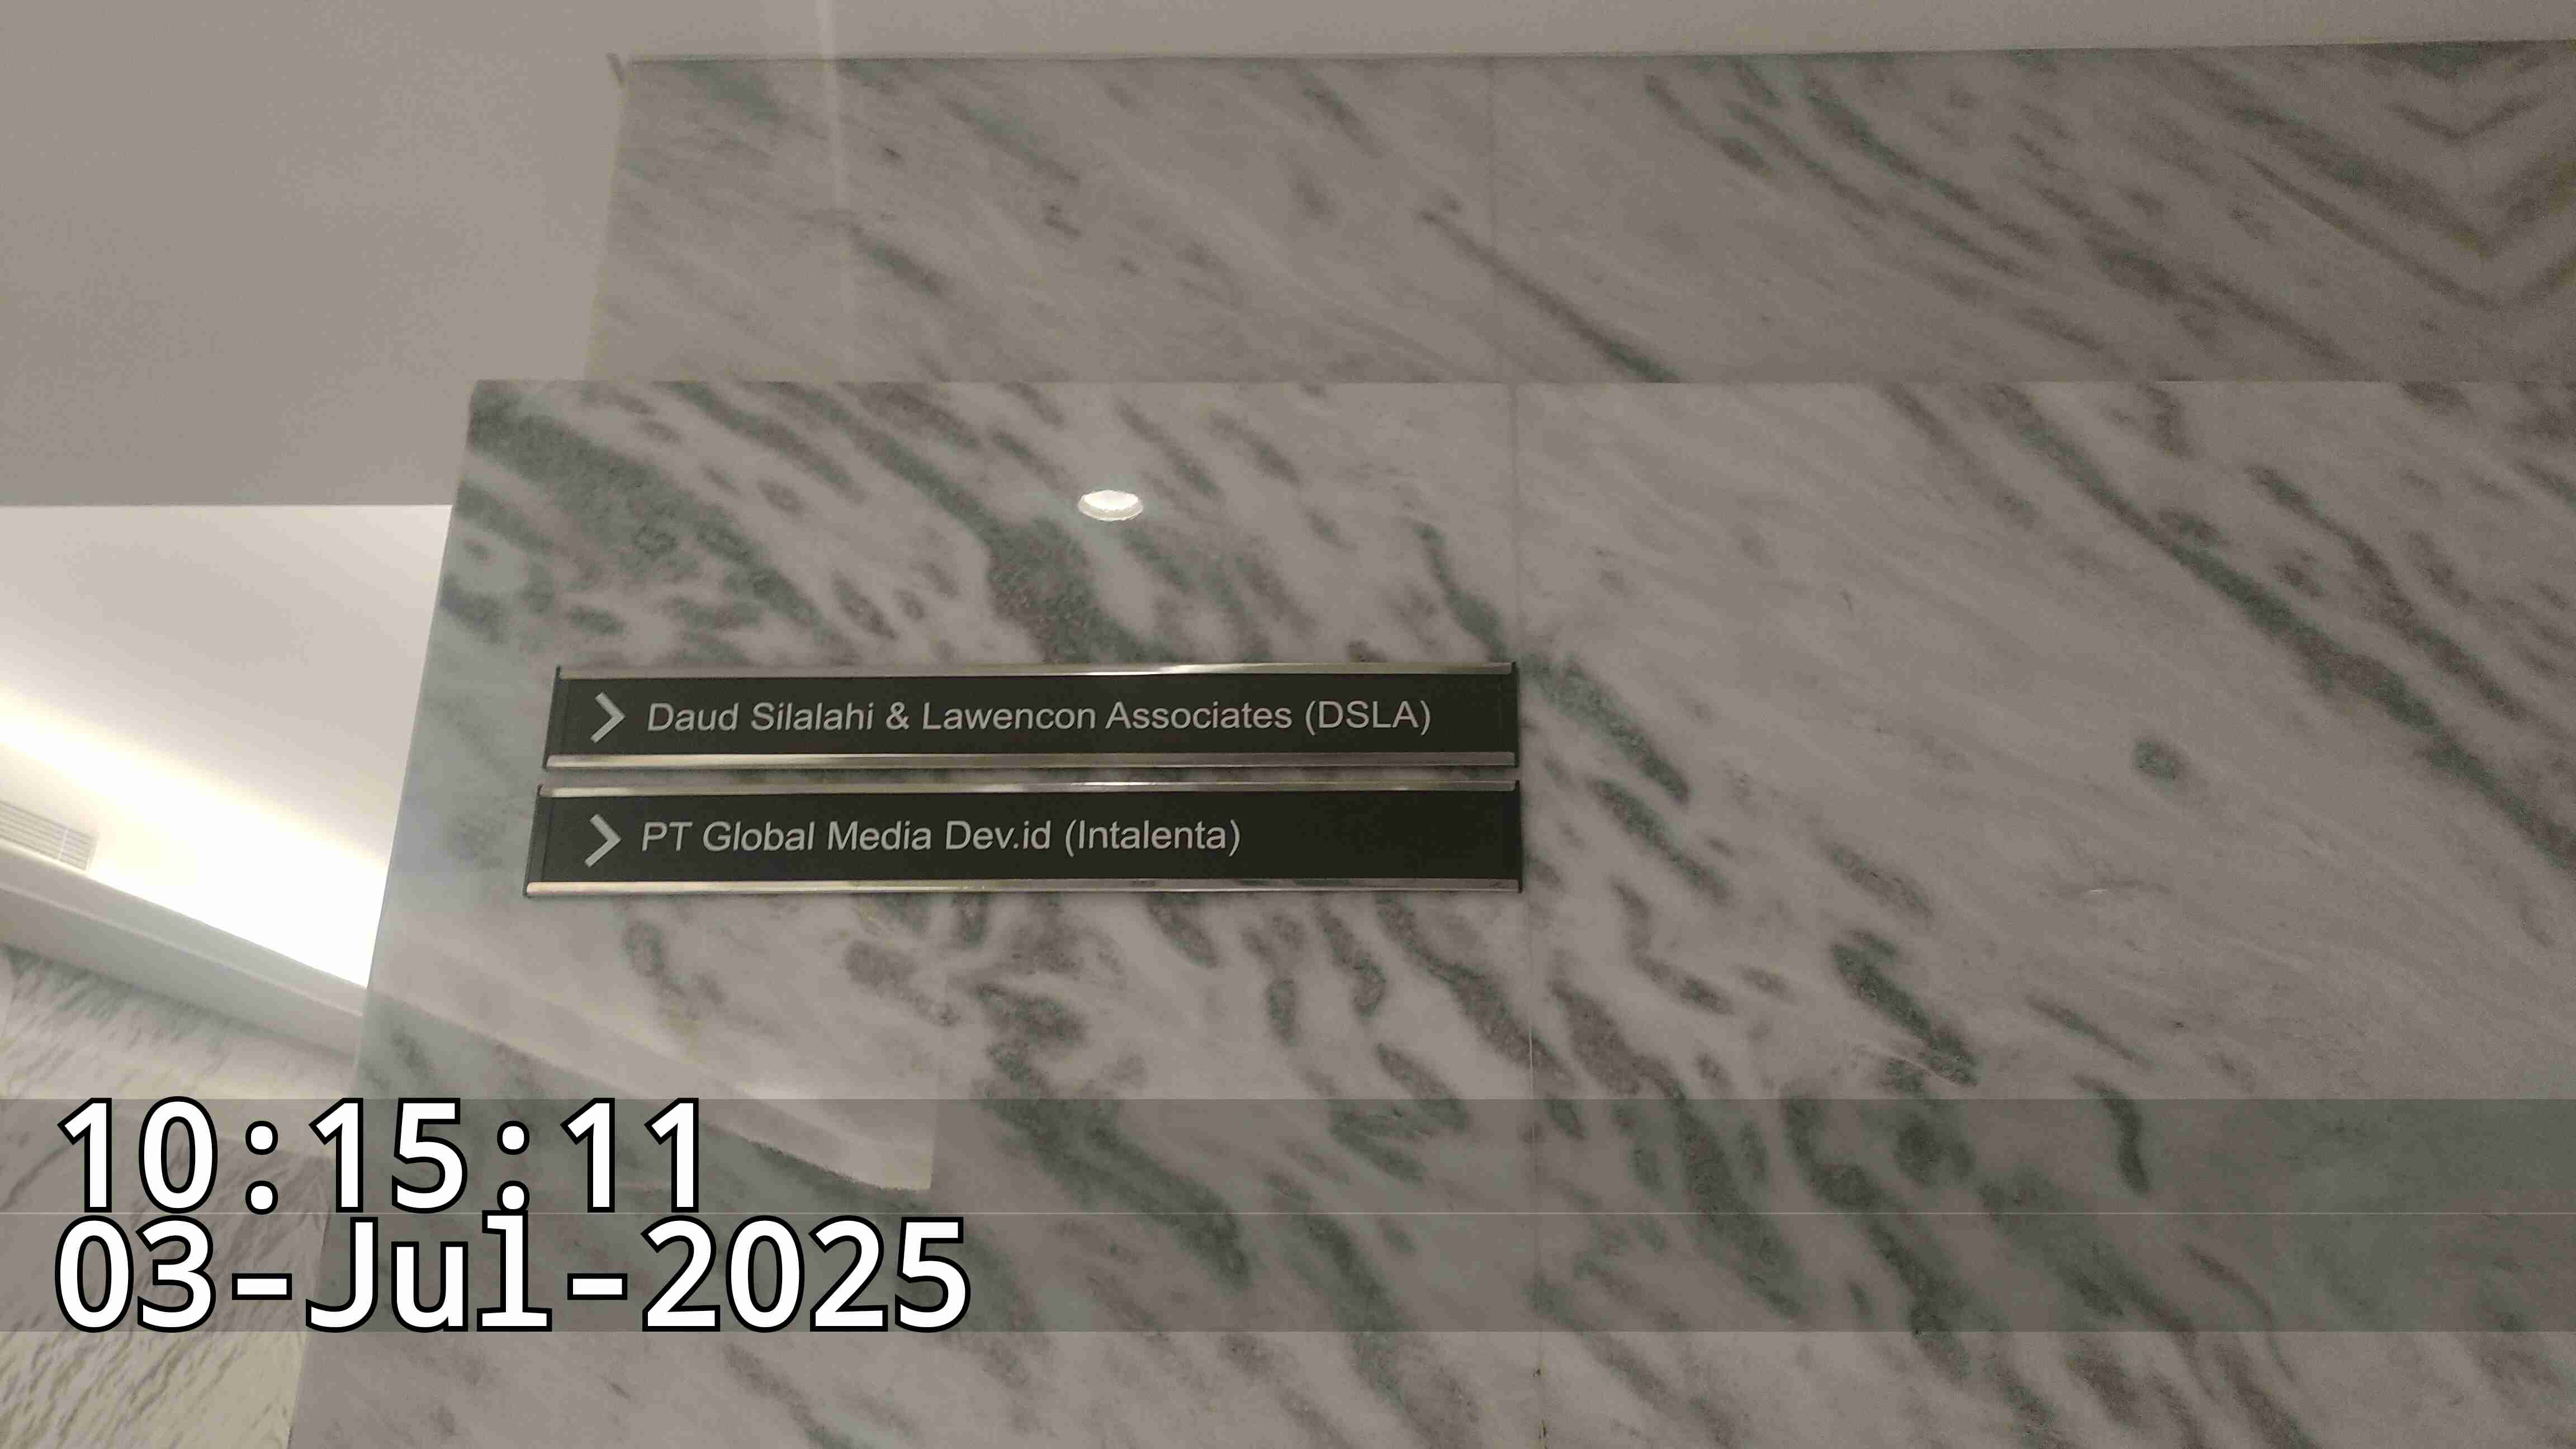 Daud Silalahi & Lawencon Associates (DSLA)
PT Global Media Dev.id (Intalenta)
10:15:11
03-Jul-2025